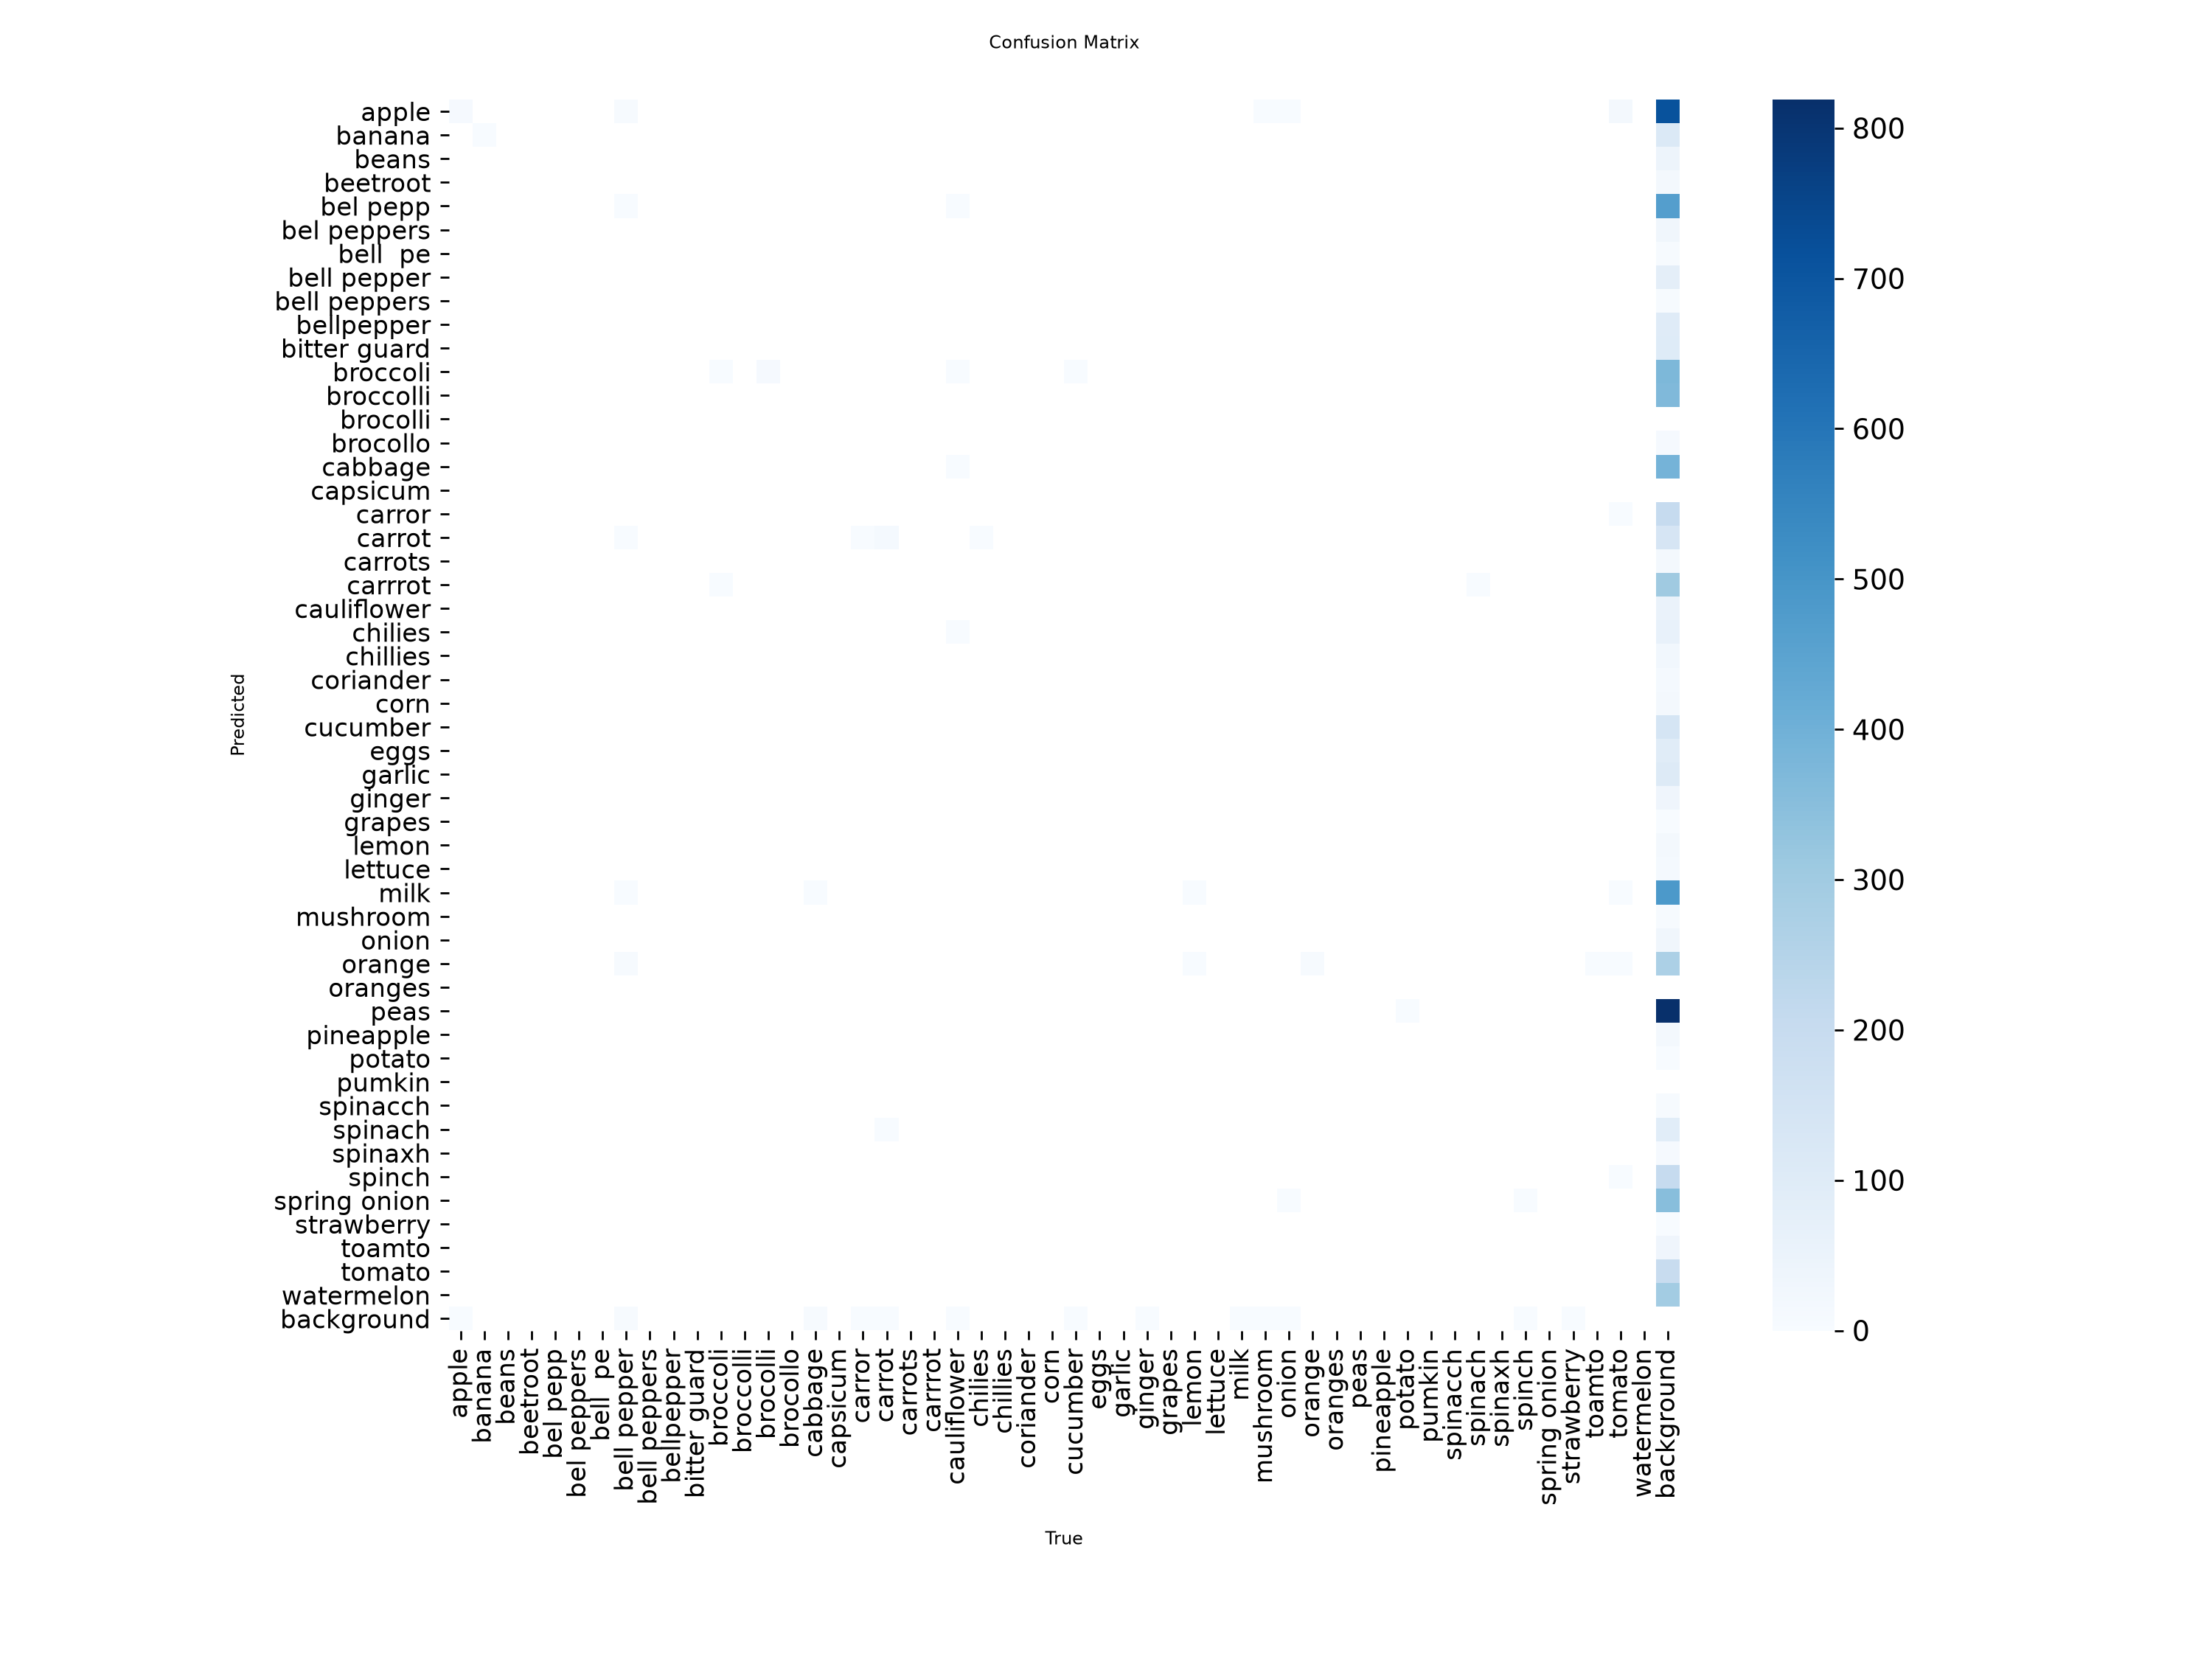 Confusion Matrix
apple
banana
beans
beetroot
bel pepp
bel peppers
bell  pe
bell pepper
bell peppers
bellpepper
bitter guard
broccoli
broccolli
brocolli
brocollo
cabbage
capsicum
carror
carrot
carrots
carrrot
cauliflower
chilies
chillies
coriander
corn
cucumber
eggs
garlic
ginger
grapes
lemon
lettuce
milk
mushroom
onion
orange
oranges
peas
pineapple
potato
pumkin
spinacch
spinach
spinaxh
spinch
spring onion
strawberry
toamto
tomato
watermelon
background
Predicted
apple
banana
beans
beetroot
bel pepp
bel peppers
bell  pe
bell pepper
bell peppers
bellpepper
bitter guard
broccoli
broccolli
brocolli
brocollo
cabbage
capsicum
carror
carrot
carrots
carrrot
cauliflower
chilies
chillies
coriander
corn
cucumber
eggs
garlic
ginger
grapes
lemon
lettuce
milk
mushroom
onion
orange
oranges
peas
pineapple
potato
pumkin
spinacch
spinach
spinaxh
spinch
spring onion
strawberry
toamto
tomato
watermelon
background
True
800
700
600
500
400
300
200
100
0